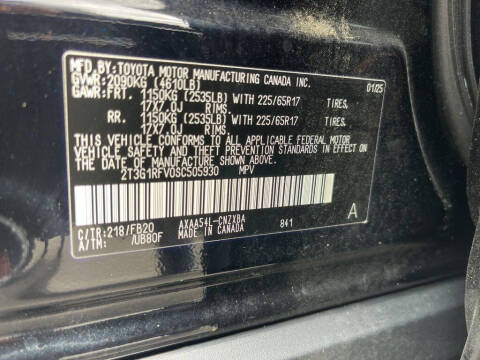 MFD.BY:TOYOTA MOTOR MANUFACTURING CANADA INC.
GVWR:2090KG (4610LB) 01/25
GAWR:FRT. 1150KG (2535LB) WITH 225/65R17 TIRES,
17X7.0J RIMS,
RR. 1150KG (2535LB) WITH 225/65R17 TIRES,
17X7.0J RIMS,
THIS VEHICLE CONFORMS TO ALL APPLICABLE FEDERAL MOTOR
VEHICLE SAFETY AND THEFT PREVENTION STANDARDS IN EFFECT
ON THE DATE OF MANUFACTURE SHOWN ABOVE.
2T3G1RFV0SC505930 MPV
C/TR:218/FB20 AXAA54L-CNZXBA 841 A
A/TM: /UB80F MADE IN CANADA